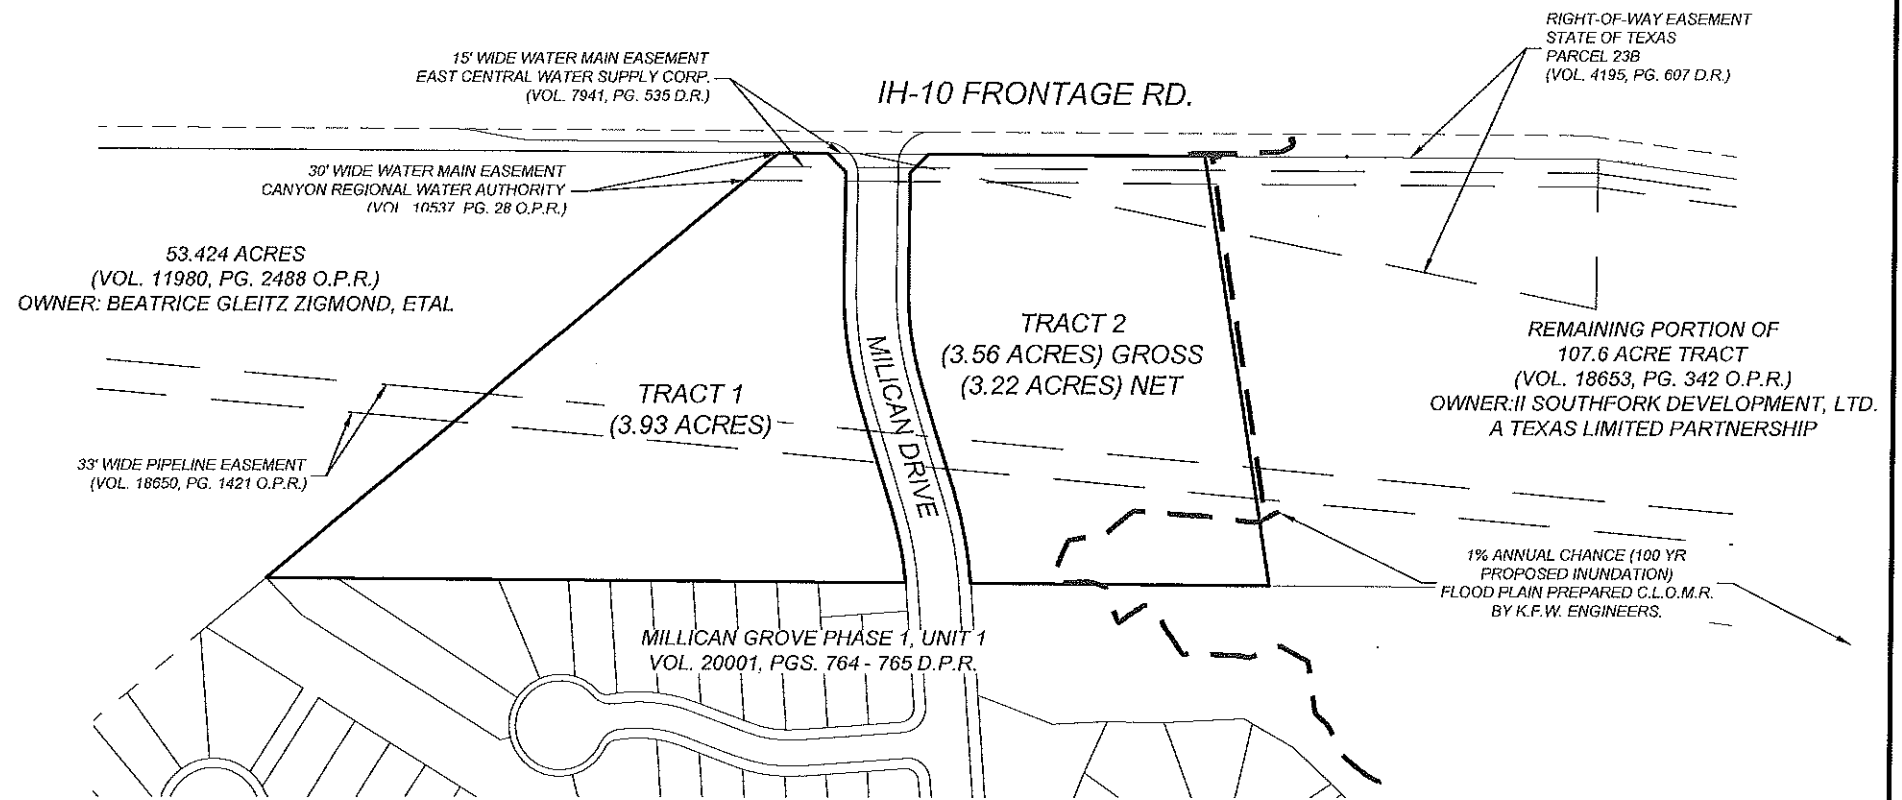 RIGHT-OF-WAY EASEMENT
STATE OF TEXAS
PARCEL 23B
(VOL. 4195, PG. 607 D.R.)
15' WIDE WATER MAIN EASEMENT
EAST CENTRAL WATER SUPPLY CORP.
(VOL. 7941, PG. 535 D.R.)
IH-10 FRONTAGE RD.
30' WIDE WATER MAIN EASEMENT
CANYON REGIONAL WATER AUTHORITY
(VOL. 10537, PG. 28 O.P.R.)
53.424 ACRES
(VOL. 11980, PG. 2488 O.P.R.)
OWNER: BEATRICE GLEITZ ZIGMOND, ETAL
TRACT 2
(3.56 ACRES) GROSS
(3.22 ACRES) NET
REMAINING PORTION OF
107.6 ACRE TRACT
(VOL. 18653, PG. 342 O.P.R.)
OWNER:II SOUTHFORK DEVELOPMENT, LTD.
A TEXAS LIMITED PARTNERSHIP
MILICAN DRIVE
TRACT 1
(3.93 ACRES)
33' WIDE PIPELINE EASEMENT
(VOL. 18650, PG. 1421 O.P.R.)
1% ANNUAL CHANCE (100 YR
PROPOSED INUNDATION)
FLOOD PLAIN PREPARED C.L.O.M.R.
BY K.F.W. ENGINEERS.
MILLICAN GROVE PHASE 1, UNIT 1
VOL. 20001, PGS. 764 - 765 D.P.R.